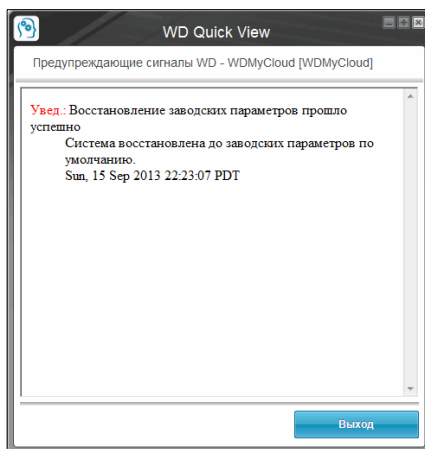 WD Quick View
Предупреждающие сигналы WD - WDMyCloud [WDMyCloud]
Увед.: Восстановление заводских параметров прошло
успешно
Система восстановлена до заводских параметров по
умолчанию.
Sun, 15 Sep 2013 22:23:07 PDT
Выход